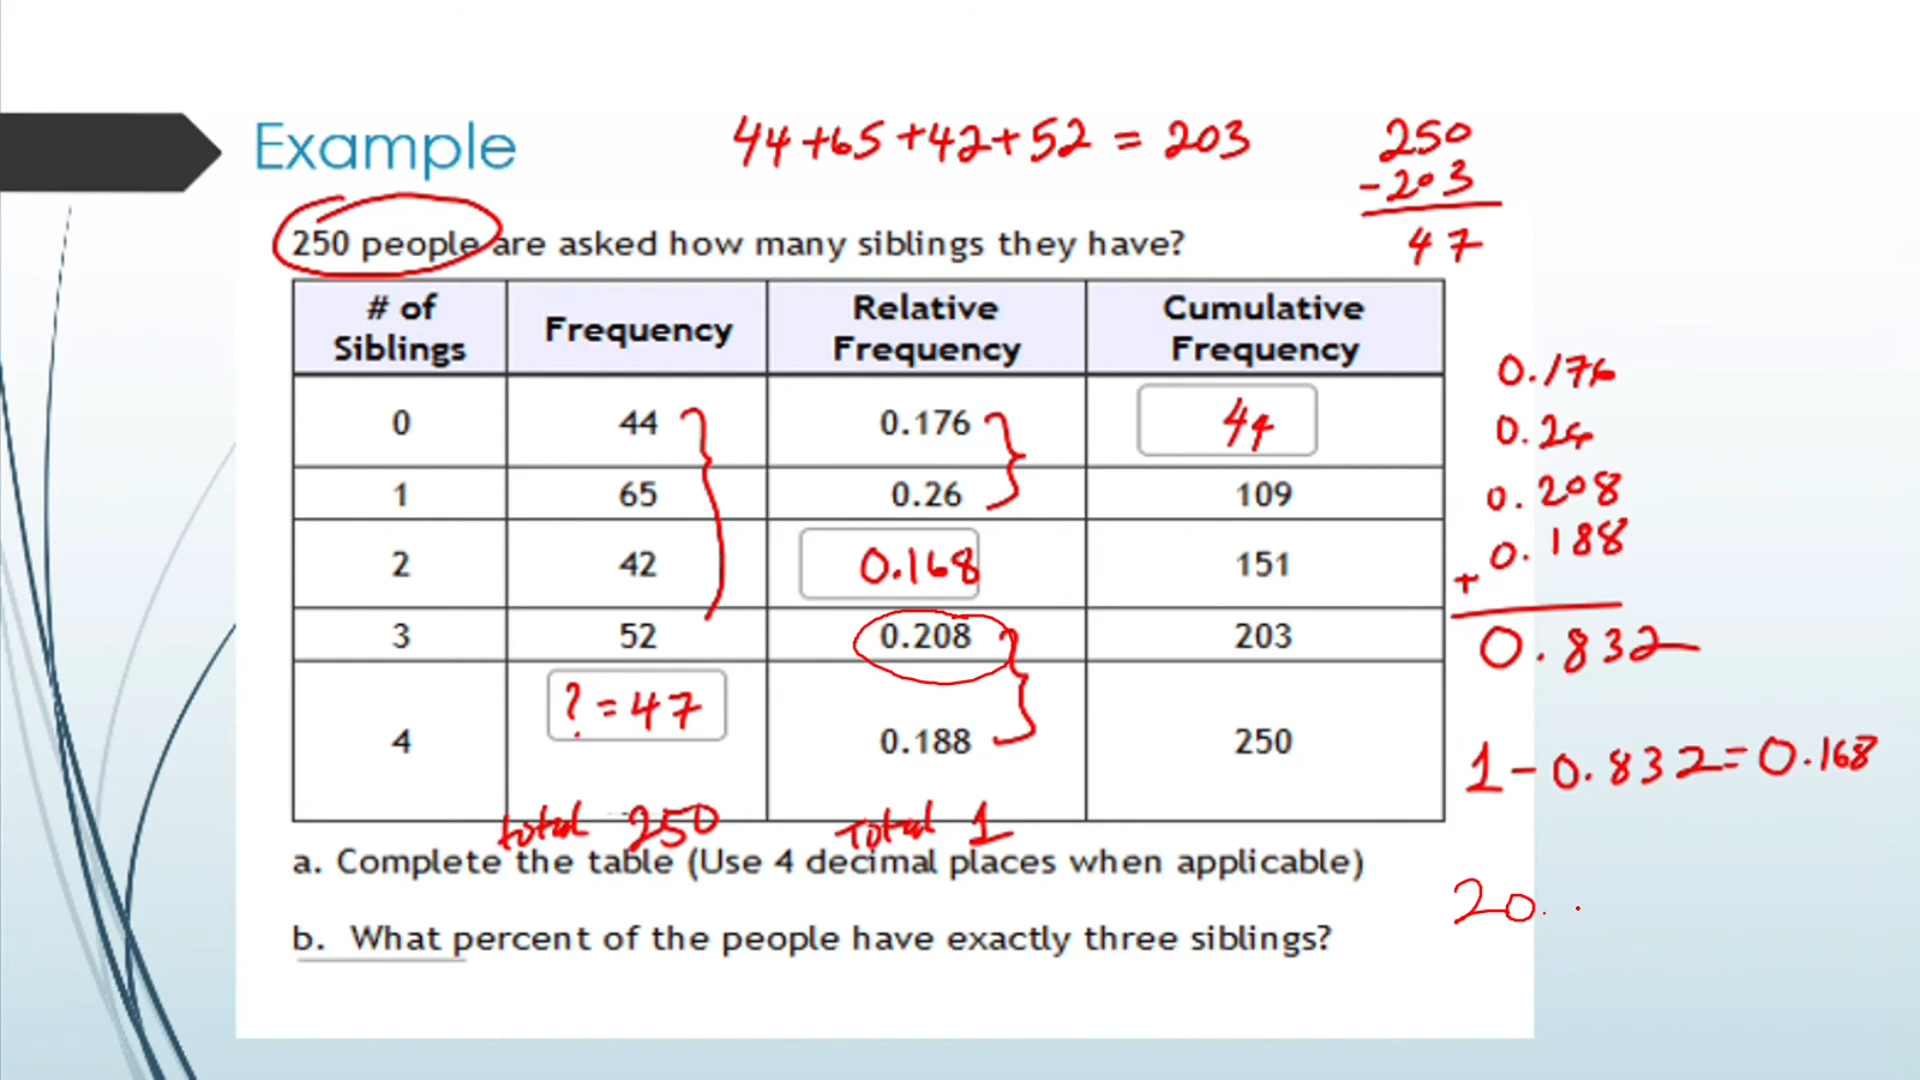 Example
44+65+42+52 = 203
250
-203
47
250 people are asked how many siblings they have?
# of Siblings Frequency Relative Frequency Cumulative Frequency
0 44 0.176 44
1 65 0.26 109
2 42 0.168 151
3 52 0.208 203
4 ? = 47 0.188 250
total 250 Total 1
0.176
0.26
0.208
+ 0.188
0.832
1 - 0.832 = 0.168
a. Complete the table (Use 4 decimal places when applicable)
20.
b. What percent of the people have exactly three siblings?